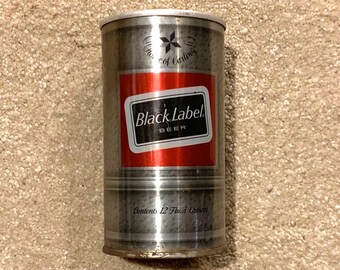 Black Label
BEER
Contents 12 Fluid Ounces